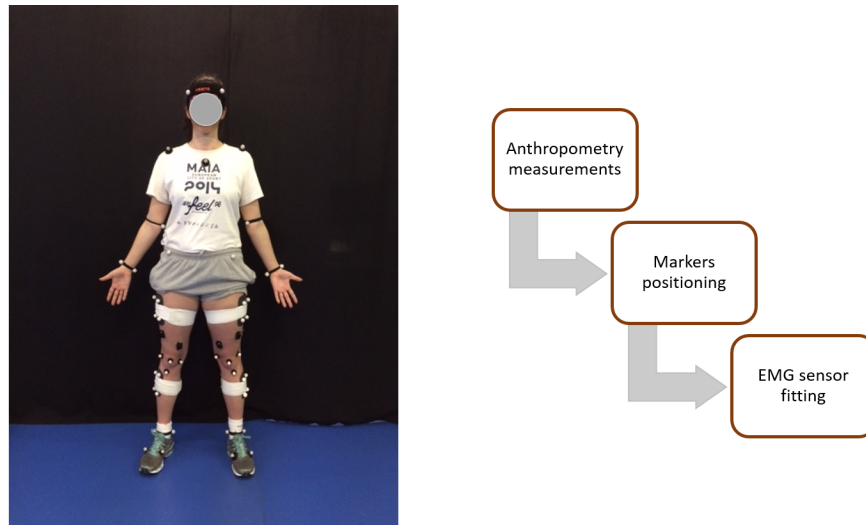 MAIA
EUROPEAN
CITY OF SPORT
2014
feel
Anthropometry
measurements
Markers
positioning
EMG sensor
fitting